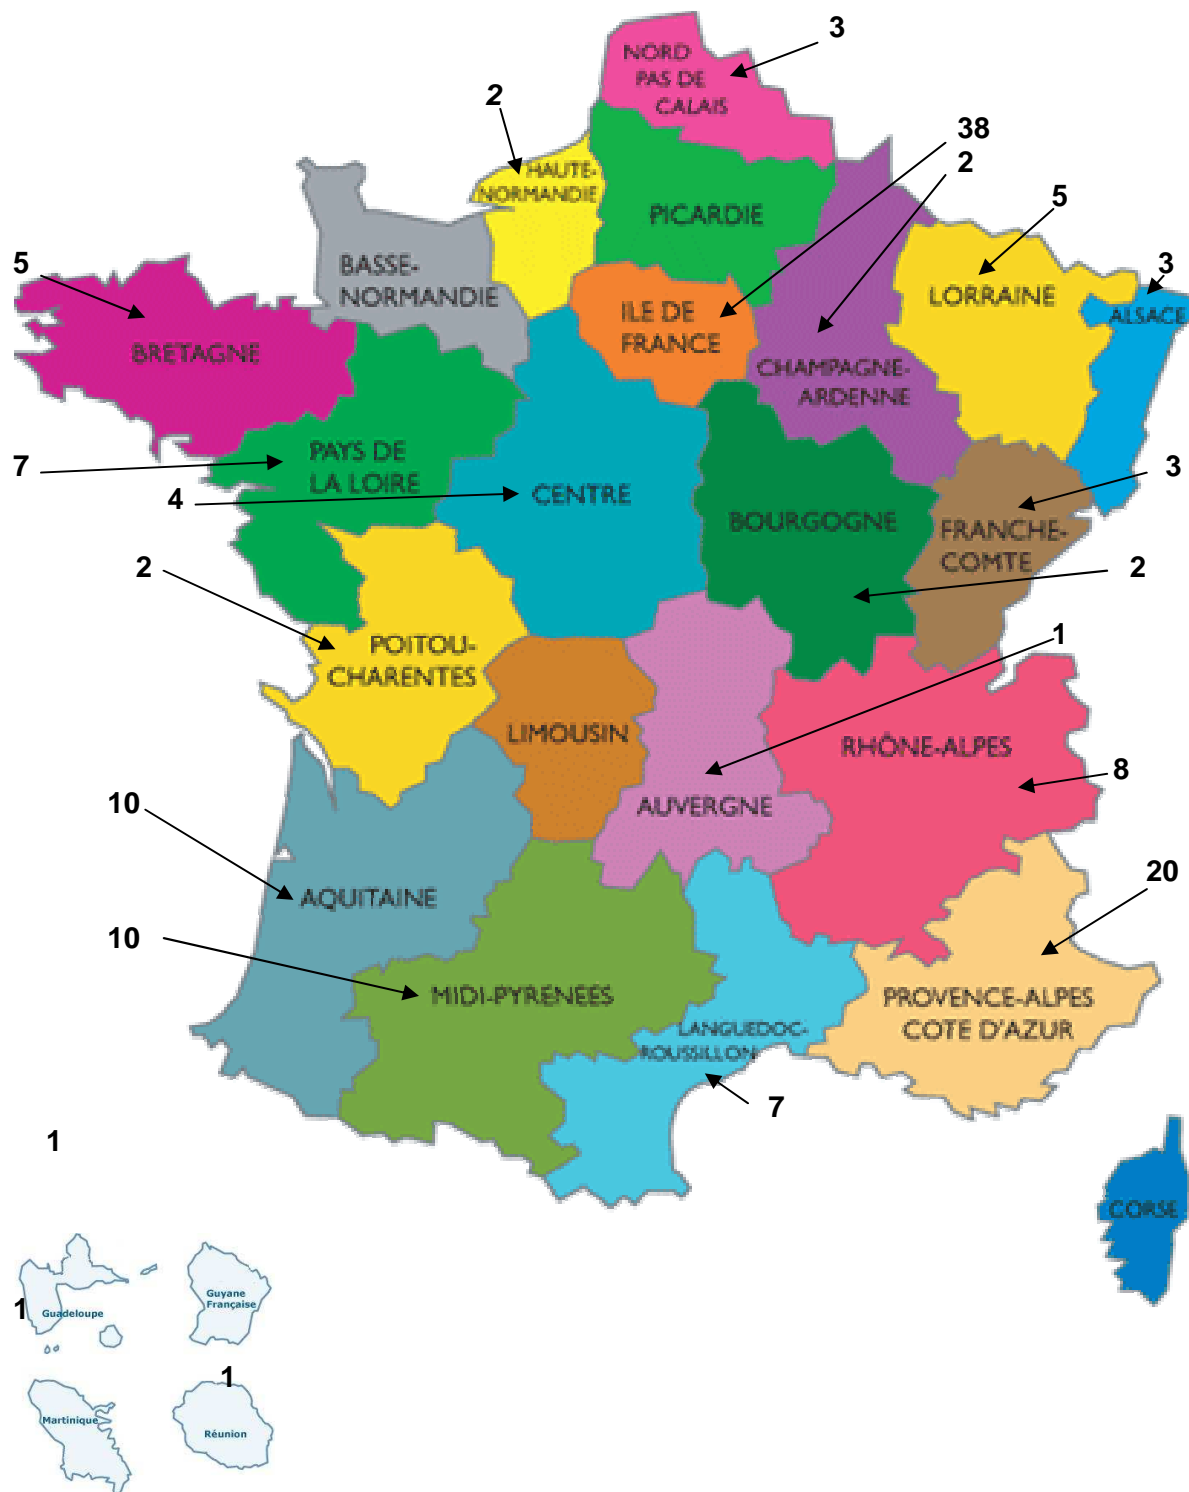 3
NORD
PAS DE
CALAIS
2
38
2
HAUTE-
NORMANDIE
PICARDIE
5
5
BASSE-
NORMANDIE
LORRAINE
3
ALSACE
ILE DE
FRANCE
BRETAGNE
CHAMPAGNE-
ARDENNE
7
PAYS DE
LA LOIRE
4
CENTRE
3
BOURGOGNE
FRANCHE-
COMTE
2
2
POITOU-
CHARENTES
1
LIMOUSIN
RHÔNE-ALPES
8
10
AUVERGNE
20
AQUITAINE
10
MIDI-PYRENEES
PROVENCE-ALPES
COTE D'AZUR
LANGUEDOC-
ROUSSILLON
7
1
CORSE
Guyane
Française
1
Guadeloupe
1
Martinique
Réunion